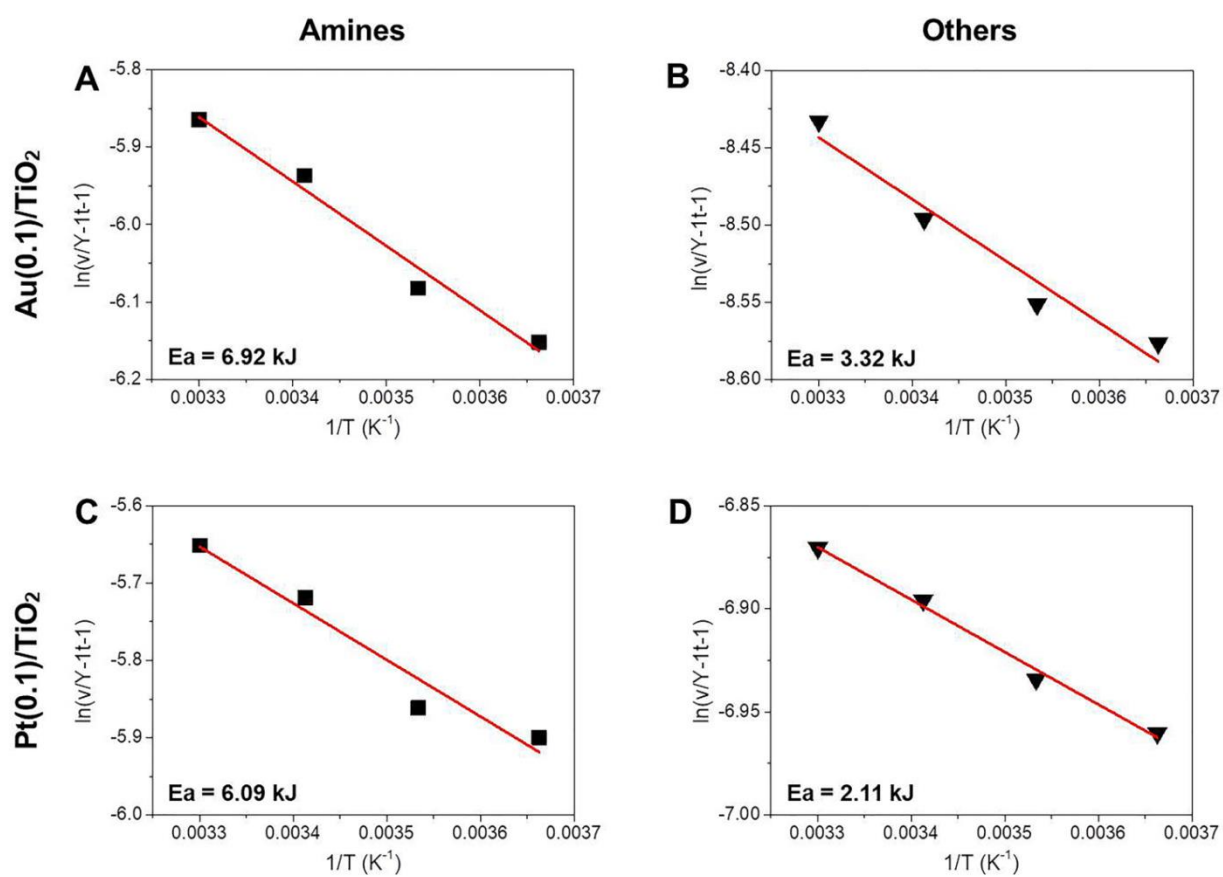 Amines
Others
A
-5.8
-5.9
-6.0
-6.1
-6.2
ln(v/Y-1t-1)
Ea = 6.92 kJ
0.0033 0.0034 0.0035 0.0036 0.0037
1/T (K⁻¹)
B
-8.40
-8.45
-8.50
-8.55
-8.60
ln(v/Y-1t-1)
Ea = 3.32 kJ
0.0033 0.0034 0.0035 0.0036 0.0037
1/T (K⁻¹)
Au(0.1)/TiO₂
C
-5.6
-5.7
-5.8
-5.9
-6.0
ln(v/Y-1t-1)
Ea = 6.09 kJ
0.0033 0.0034 0.0035 0.0036 0.0037
1/T (K⁻¹)
D
-6.85
-6.90
-6.95
-7.00
ln(v/Y-1t-1)
Ea = 2.11 kJ
0.0033 0.0034 0.0035 0.0036 0.0037
1/T (K⁻¹)
Pt(0.1)/TiO₂